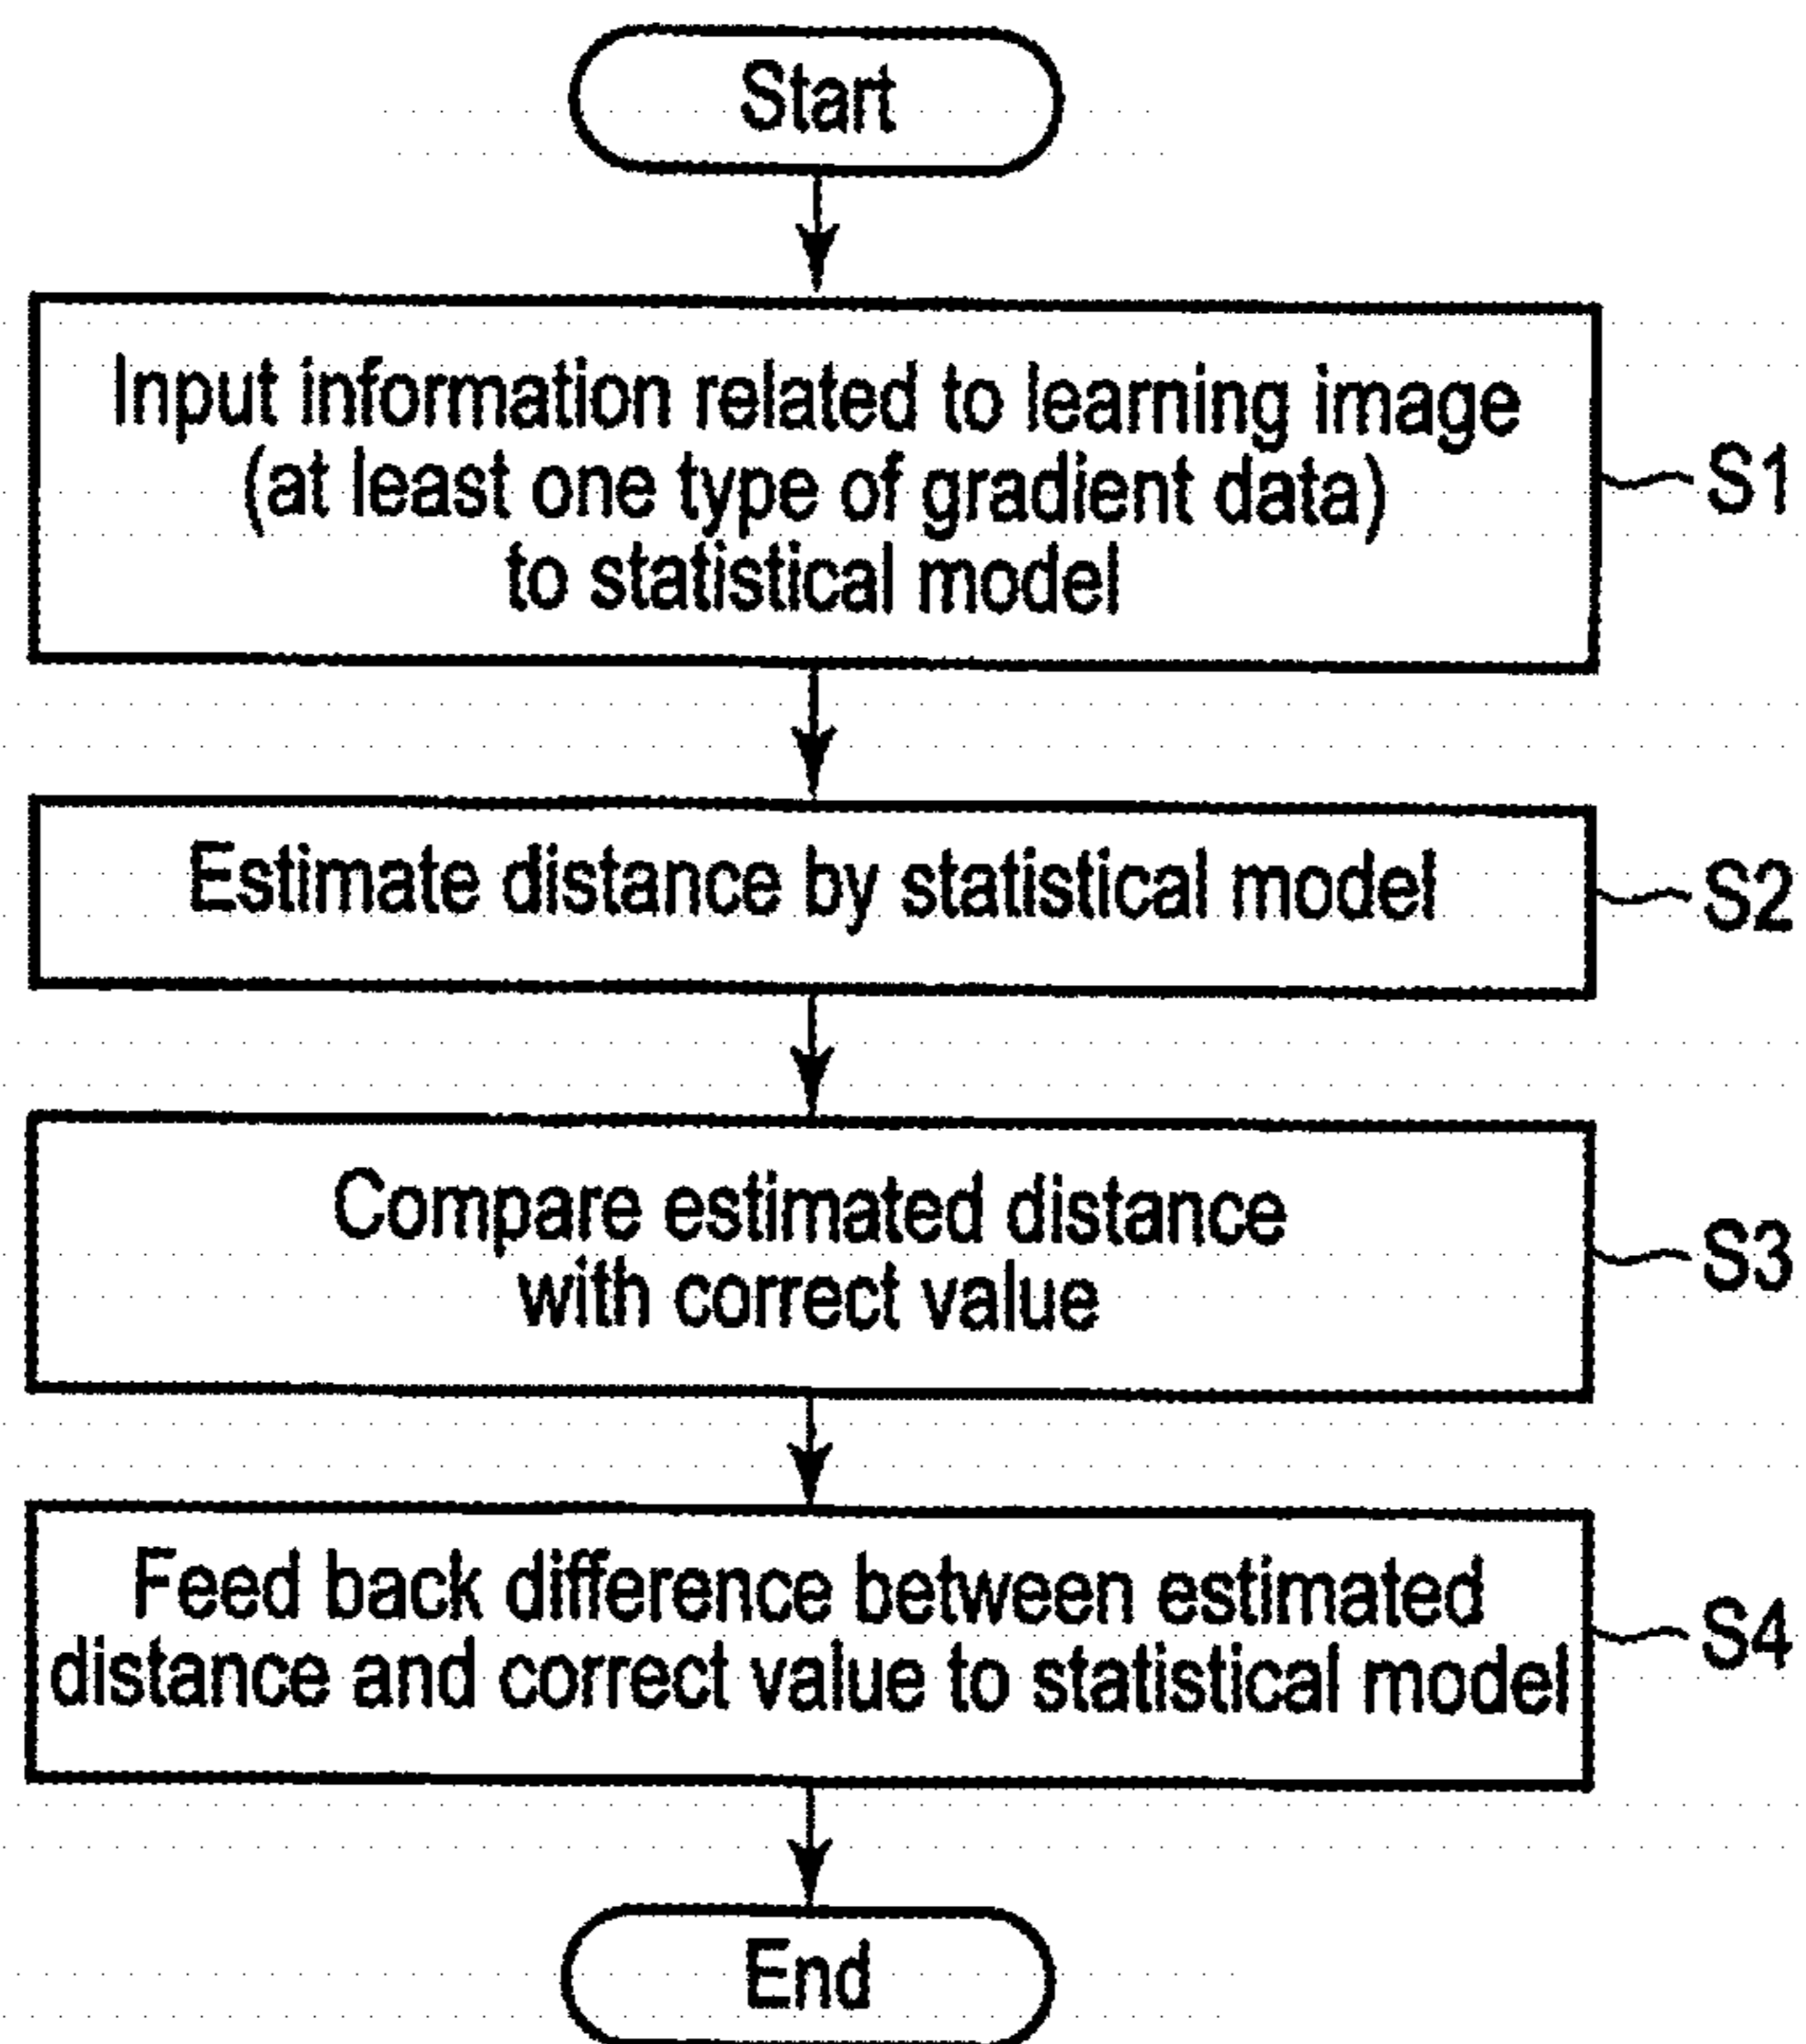 Start
Input information related to learning image
(at least one type of gradient data)
to statistical model
S1
Estimate distance by statistical model
S2
Compare estimated distance
with correct value
S3
Feed back difference between estimated
distance and correct value to statistical model
S4
End